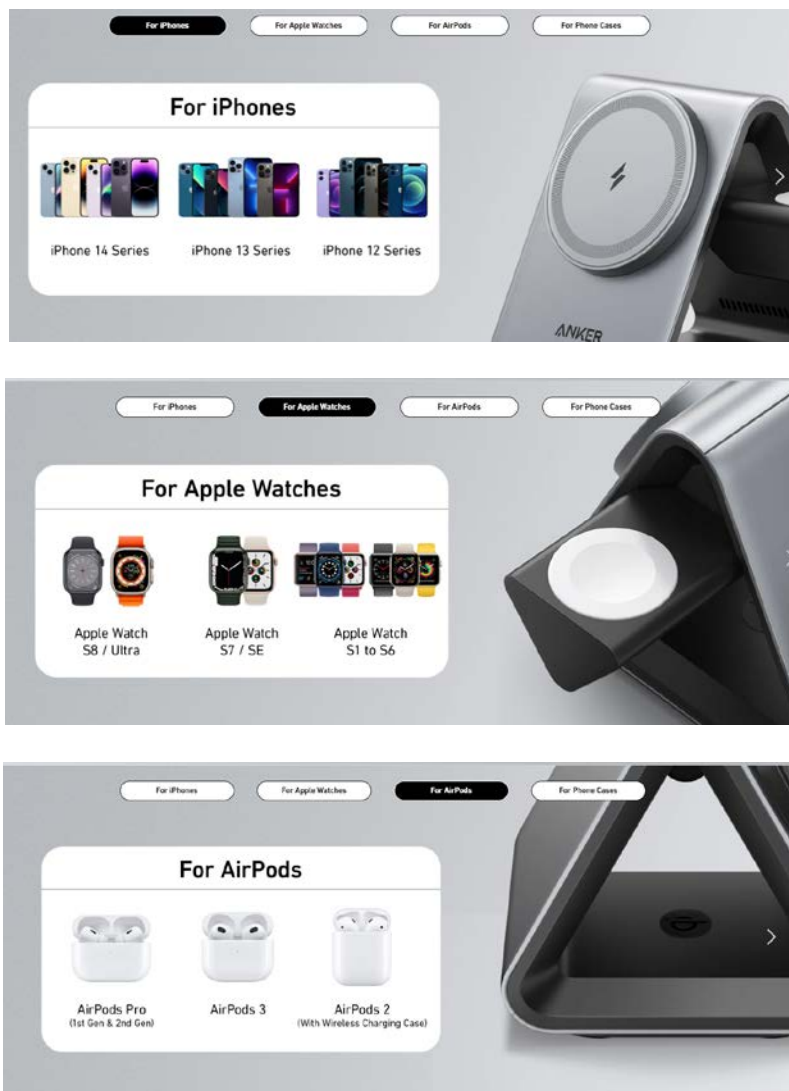 For iPhones
For Apple Watches
For AirPods
For Phone Cases
For iPhones
iPhone 14 Series
iPhone 13 Series
iPhone 12 Series
ANKER
For iPhones
For Apple Watches
For AirPods
For Phone Cases
For Apple Watches
Apple Watch
S8 / Ultra
Apple Watch
S7 / SE
Apple Watch
S1 to S6
For iPhones
For Apple Watches
For AirPods
For Phone Cases
For AirPods
AirPods Pro
(1st Gen & 2nd Gen)
AirPods 3
AirPods 2
(With Wireless Charging Case)